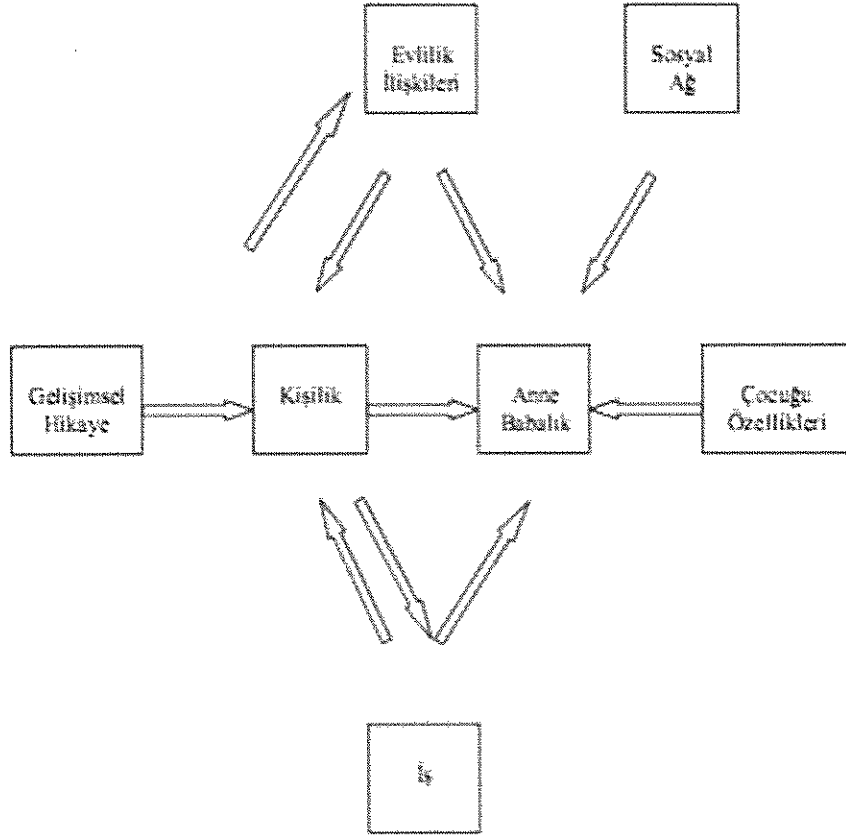 Evlilik
İlişkileri
Sosyal
Ağ
Gelişimsel
Hikaye
Kişilik
Anne
Babalık
Çocuğu
Özellikleri
İş